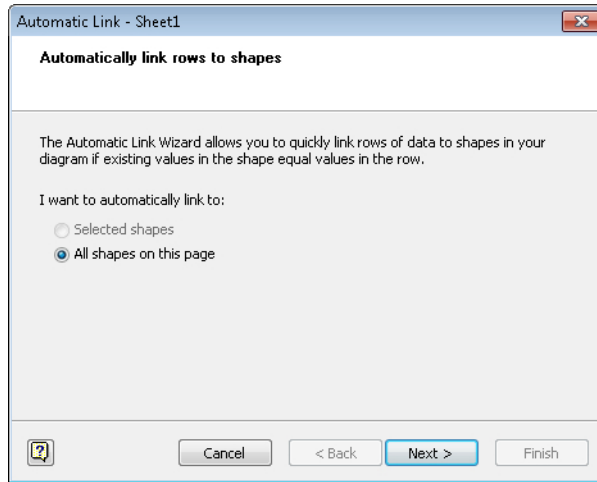 Automatic Link - Sheet1
Automatically link rows to shapes
The Automatic Link Wizard allows you to quickly link rows of data to shapes in your
diagram if existing values in the shape equal values in the row.
I want to automatically link to:
Selected shapes
All shapes on this page
Cancel
< Back
Next >
Finish